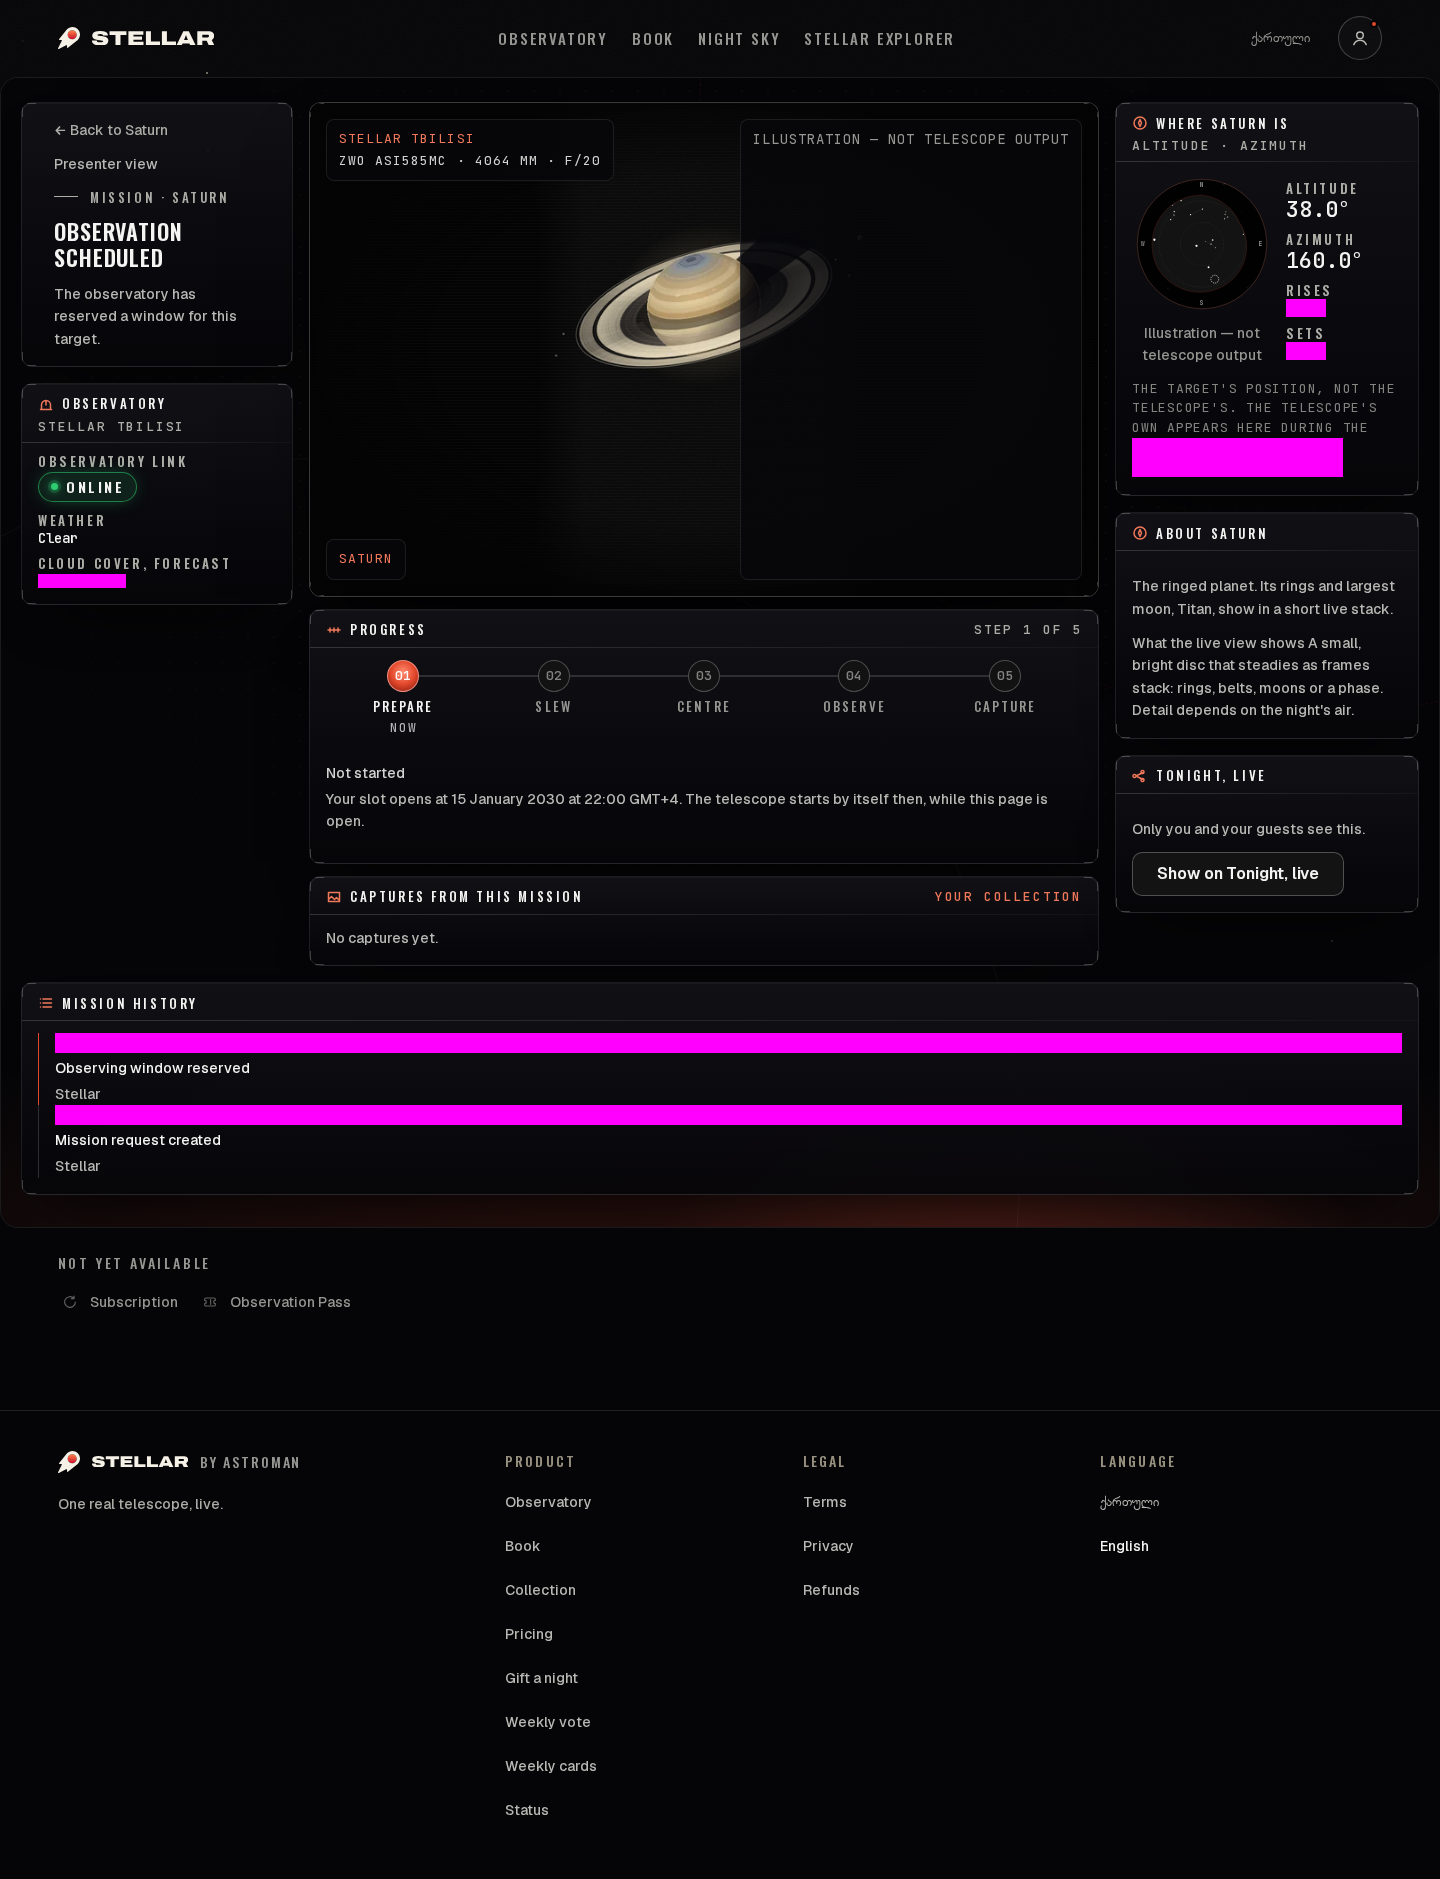 STELLAR
OBSERVATORY
BOOK
NIGHT SKY
STELLAR EXPLORER
ქართული
← Back to Saturn
Presenter view
MISSION · SATURN
OBSERVATION
SCHEDULED
The observatory has
reserved a window for this
target.
OBSERVATORY
STELLAR TBILISI
OBSERVATORY LINK
ONLINE
WEATHER
Clear
CLOUD COVER, FORECAST
STELLAR TBILISI
ZWO ASI585MC · 4064 MM · F/20
ILLUSTRATION — NOT TELESCOPE OUTPUT
SATURN
PROGRESS
STEP 1 OF 5
01
02
03
04
05
PREPARE
SLEW
CENTRE
OBSERVE
CAPTURE
NOW
Not started
Your slot opens at 15 January 2030 at 22:00 GMT+4. The telescope starts by itself then, while this page is
open.
CAPTURES FROM THIS MISSION
YOUR COLLECTION
No captures yet.
WHERE SATURN IS
ALTITUDE · AZIMUTH
N
W
E
S
ALTITUDE
38.0°
AZIMUTH
160.0°
RISES
SETS
Illustration — not
telescope output
THE TARGET'S POSITION, NOT THE
TELESCOPE'S. THE TELESCOPE'S
OWN APPEARS HERE DURING THE
ABOUT SATURN
The ringed planet. Its rings and largest
moon, Titan, show in a short live stack.
What the live view shows A small,
bright disc that steadies as frames
stack: rings, belts, moons or a phase.
Detail depends on the night's air.
TONIGHT, LIVE
Only you and your guests see this.
Show on Tonight, live
MISSION HISTORY
Observing window reserved
Stellar
Mission request created
Stellar
NOT YET AVAILABLE
Subscription
Observation Pass
STELLAR BY ASTROMAN
One real telescope, live.
PRODUCT
Observatory
Book
Collection
Pricing
Gift a night
Weekly vote
Weekly cards
Status
LEGAL
Terms
Privacy
Refunds
LANGUAGE
ქართული
English